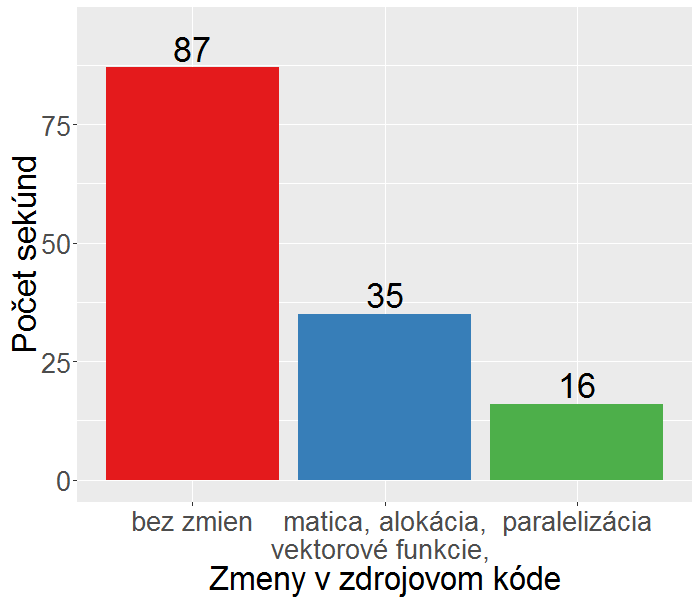 87
35
16
75
50
25
0
Počet sekúnd
bez zmien
matica, alokácia,
vektorové funkcie,
paralelizácia
Zmeny v zdrojovom kóde